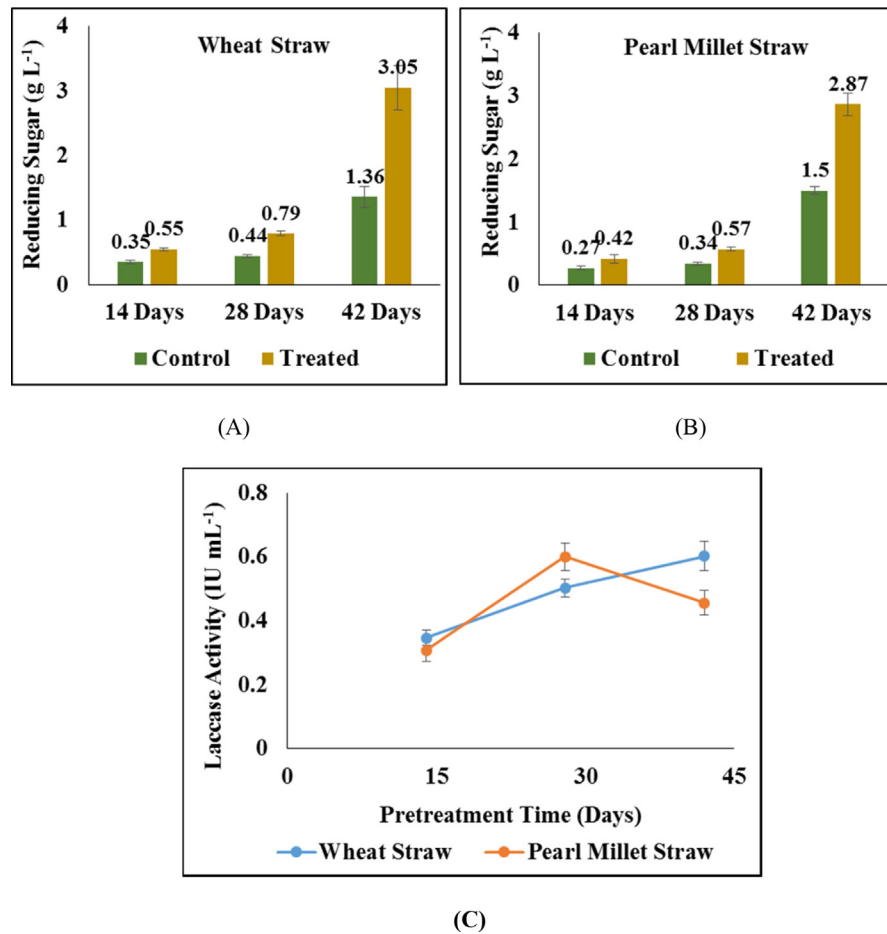 Wheat Straw
Reducing Sugar (g L-1)
4
3
2
1
0
0.35
0.55
0.44
0.79
1.36
3.05
14 Days
28 Days
42 Days
Control
Treated
(A)
Pearl Millet Straw
Reducing Sugar (g L-1)
4
3
2
1
0
0.27
0.42
0.34
0.57
1.5
2.87
14 Days
28 Days
42 Days
Control
Treated
(B)
Laccase Activity (IU mL-1)
0.8
0.6
0.4
0.2
0
0
15
30
45
Pretreatment Time (Days)
Wheat Straw
Pearl Millet Straw
(C)